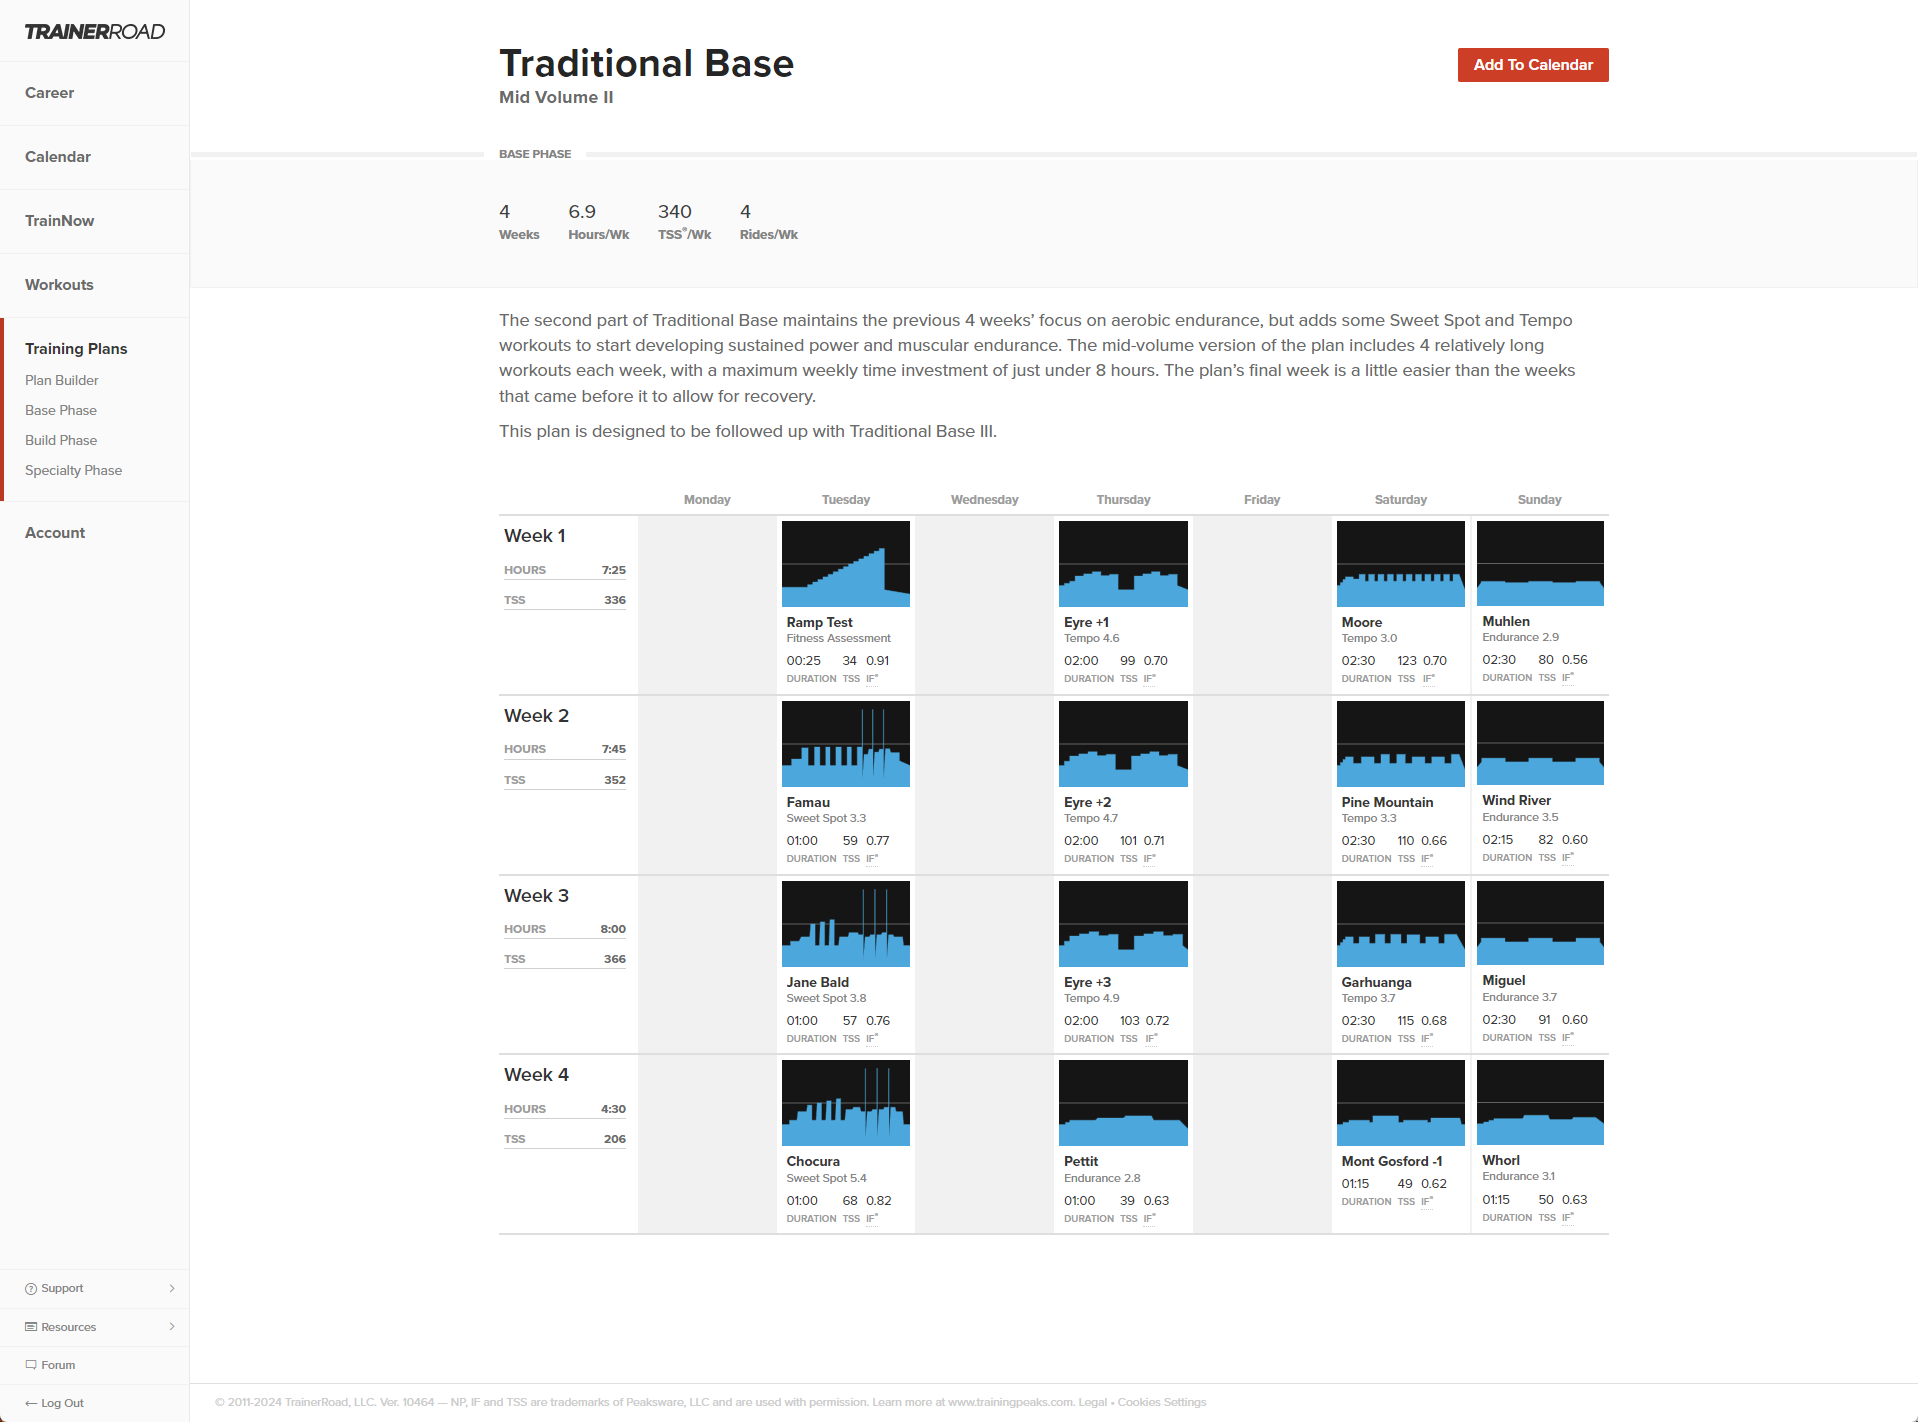 TRAINERROAD
Career
Calendar
TrainNow
Workouts
Training Plans
Plan Builder
Base Phase
Build Phase
Specialty Phase
Account
Support
Resources
Forum
Log Out
Traditional Base
Mid Volume II
Add To Calendar
BASE PHASE
4 6.9 340 4
Weeks Hours/Wk TSS®/Wk Rides/Wk
The second part of Traditional Base maintains the previous 4 weeks’ focus on aerobic endurance, but adds some Sweet Spot and Tempo
workouts to start developing sustained power and muscular endurance. The mid-volume version of the plan includes 4 relatively long
workouts each week, with a maximum weekly time investment of just under 8 hours. The plan’s final week is a little easier than the weeks
that came before it to allow for recovery.
This plan is designed to be followed up with Traditional Base III.
Monday Tuesday Wednesday Thursday Friday Saturday Sunday
Week 1
HOURS 7:25
TSS 336
Ramp Test
Fitness Assessment
00:25 34 0.91
DURATION TSS IF®
Eyre +1
Tempo 4.6
02:00 99 0.70
DURATION TSS IF®
Moore
Tempo 3.0
02:30 123 0.70
DURATION TSS IF®
Muhlen
Endurance 2.9
02:30 80 0.56
DURATION TSS IF®
Week 2
HOURS 7:45
TSS 352
Famau
Sweet Spot 3.3
01:00 59 0.77
DURATION TSS IF®
Eyre +2
Tempo 4.7
02:00 101 0.71
DURATION TSS IF®
Pine Mountain
Tempo 3.3
02:30 110 0.66
DURATION TSS IF®
Wind River
Endurance 3.5
02:15 82 0.60
DURATION TSS IF®
Week 3
HOURS 8:00
TSS 366
Jane Bald
Sweet Spot 3.8
01:00 57 0.76
DURATION TSS IF®
Eyre +3
Tempo 4.9
02:00 103 0.72
DURATION TSS IF®
Garhuanga
Tempo 3.7
02:30 115 0.68
DURATION TSS IF®
Miguel
Endurance 3.7
02:30 91 0.60
DURATION TSS IF®
Week 4
HOURS 4:30
TSS 206
Chocura
Sweet Spot 5.4
01:00 68 0.82
DURATION TSS IF®
Pettit
Endurance 2.8
01:00 39 0.63
DURATION TSS IF®
Mont Gosford -1
01:15 49 0.62
DURATION TSS IF®
Whorl
Endurance 3.1
01:15 50 0.63
DURATION TSS IF®
© 2011-2024 TrainerRoad, LLC. Ver. 10464 — NP, IF and TSS are trademarks of Peaksware, LLC and are used with permission. Learn more at www.trainingpeaks.com. Legal • Cookies Settings